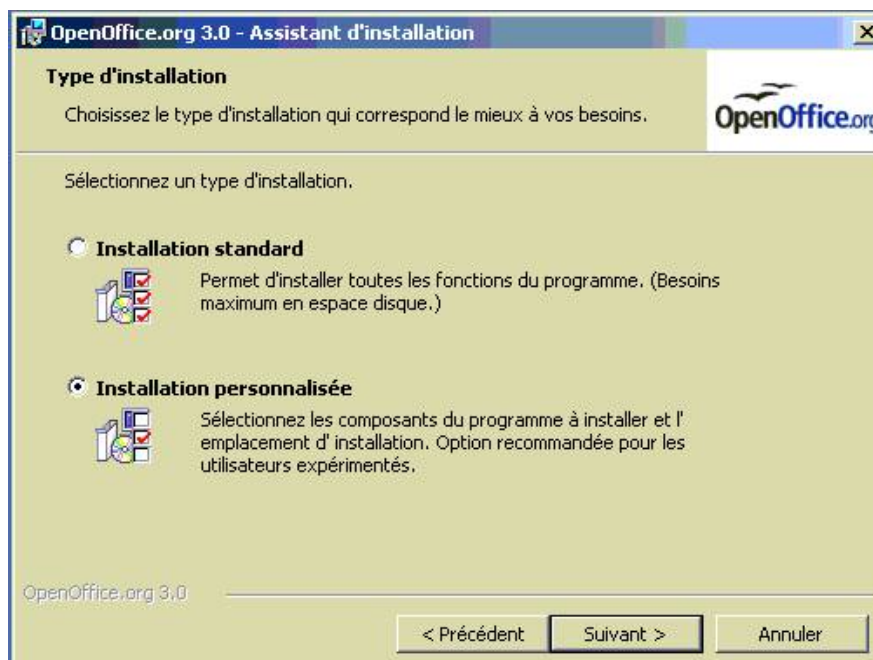 OpenOffice.org 3.0 - Assistant d'installation
Type d'installation
Choisissez le type d'installation qui correspond le mieux à vos besoins.
OpenOffice.org
Sélectionnez un type d'installation.
Installation standard
Permet d'installer toutes les fonctions du programme. (Besoins
maximum en espace disque.)
Installation personnalisée
Sélectionnez les composants du programme à installer et l'
emplacement d' installation. Option recommandée pour les
utilisateurs expérimentés.
OpenOffice.org 3.0
< Précédent
Suivant >
Annuler